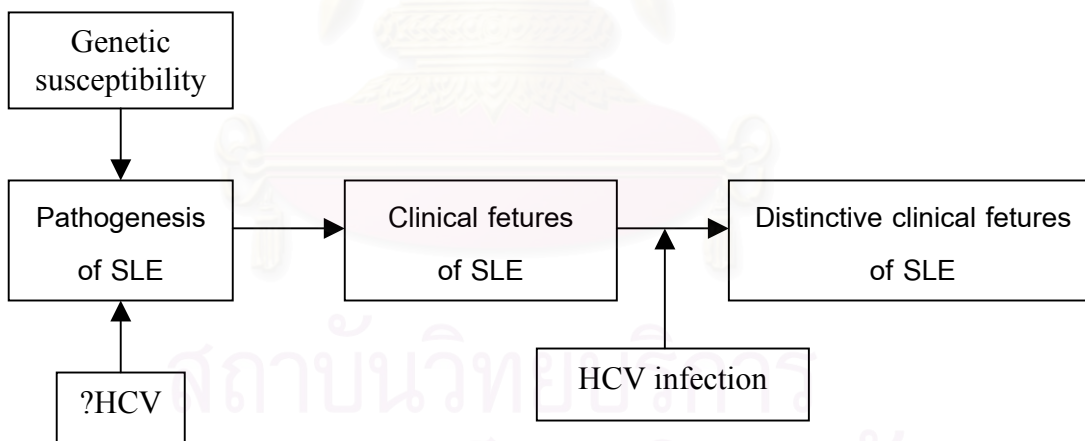 Genetic
susceptibility
Pathogenesis
of SLE
Clinical fetures
of SLE
Distinctive clinical fetures
of SLE
?HCV
HCV infection
สถาบันวิทยบริการ